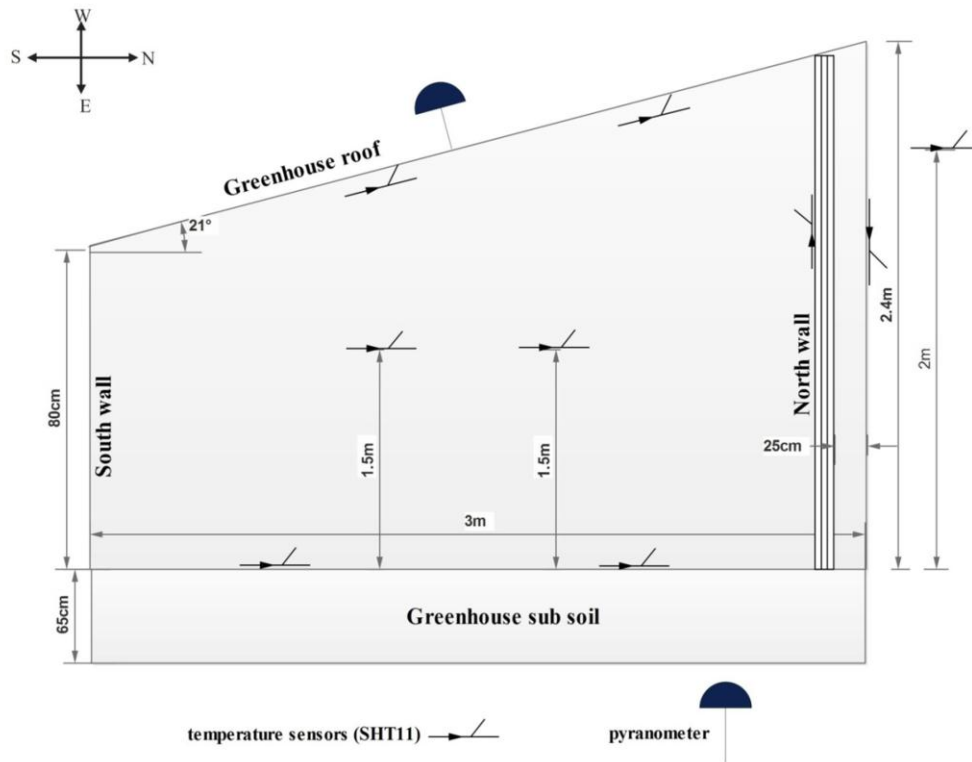 W
S N
E
Greenhouse roof
21°
80cm
South wall
1.5m
1.5m
North wall
2.4m
2m
25cm
3m
65cm
Greenhouse sub soil
temperature sensors (SHT11)
pyranometer